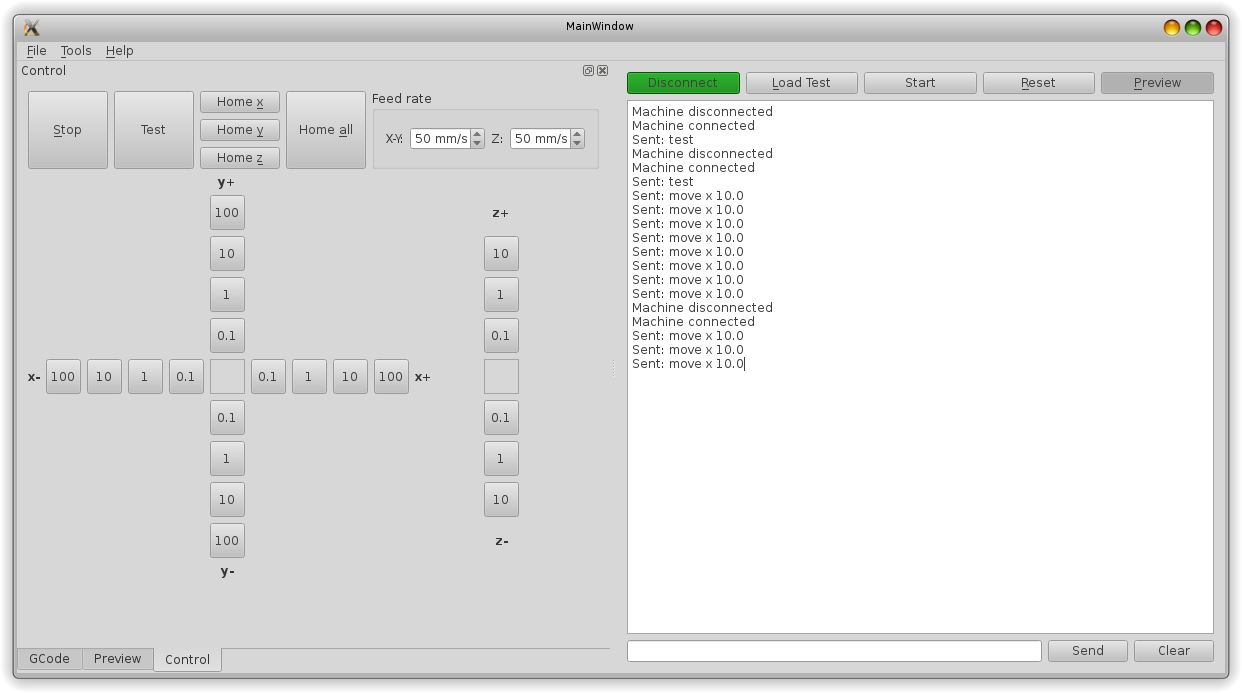 MainWindow
File Tools Help
Control
Stop
Test
Home x
Home y
Home z
Home all
Feed rate
X-Y: 50 mm/s Z: 50 mm/s
y+
100
10
1
0.1
x- 100 10 1 0.1 0.1 1 10 100 x+
0.1
1
10
100
y-
z+
10
1
0.1
0.1
1
10
z-
GCode Preview Control
Disconnect Load Test Start Reset Preview
Machine disconnected
Machine connected
Sent: test
Machine disconnected
Machine connected
Sent: test
Sent: move x 10.0
Sent: move x 10.0
Sent: move x 10.0
Sent: move x 10.0
Sent: move x 10.0
Sent: move x 10.0
Sent: move x 10.0
Sent: move x 10.0
Machine disconnected
Machine connected
Sent: move x 10.0
Sent: move x 10.0
Sent: move x 10.0
Send Clear